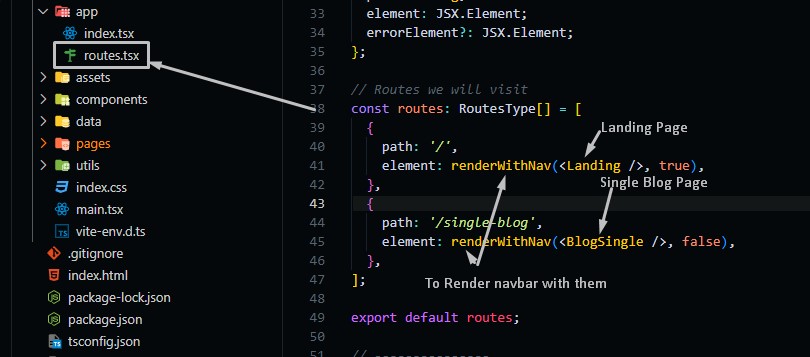 app
index.tsx
routes.tsx
assets
components
data
pages
utils
index.css
main.tsx
vite-env.d.ts
.gitignore
index.html
package-lock.json
package.json
tsconfig.json
33
34 element: JSX.Element;
errorElement?: JSX.Element;
35 };
36
37 // Routes we will visit
38 const routes: RoutesType[] = [
39 {
40 path: '/',
Landing Page
41 element: renderWithNav(<Landing />, true),
42 },
Single Blog Page
43 {
44 path: '/single-blog',
45 element: renderWithNav(<BlogSingle />, false),
46 },
47 ];
To Render navbar with them
48
49 export default routes;
50
51 //